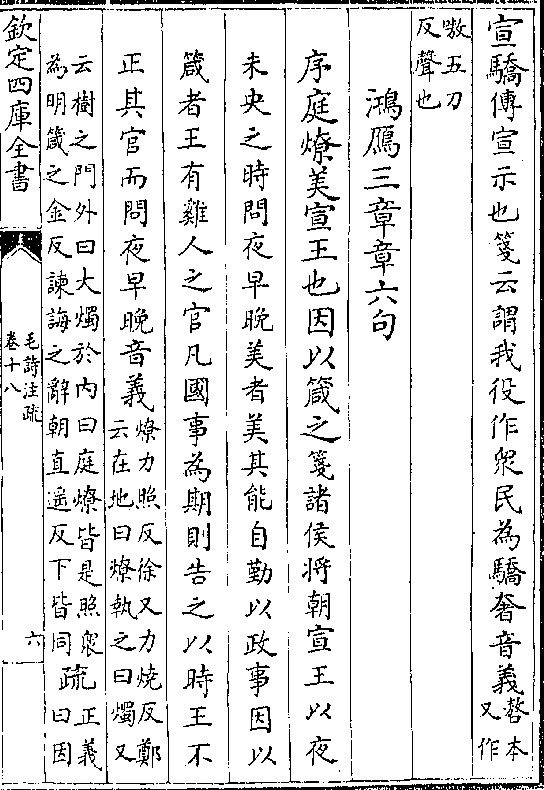 宣驕傳宣示也箋云謂我役作衆民為驕奢音義嗸本又作
嗷五刀反聲也
鴻鴈三章章六句
序庭燎美宣王也因以箴之箋諸侯將朝宣王以夜
未央之時問夜早晚美者美其能自勤以政事因以
箴者王有雞人之官凡國事為期則告之以時王不
正其官而問夜早晚音義燎力照反徐又力燒反鄭云在地曰燎執之曰燭又
云樹之門外曰大燭於內曰庭燎皆是照衆為明箴之金反諫誨之辭朝直遥反下皆同疏正義曰因
欽定四庫全書
毛詩注疏
卷十八
六